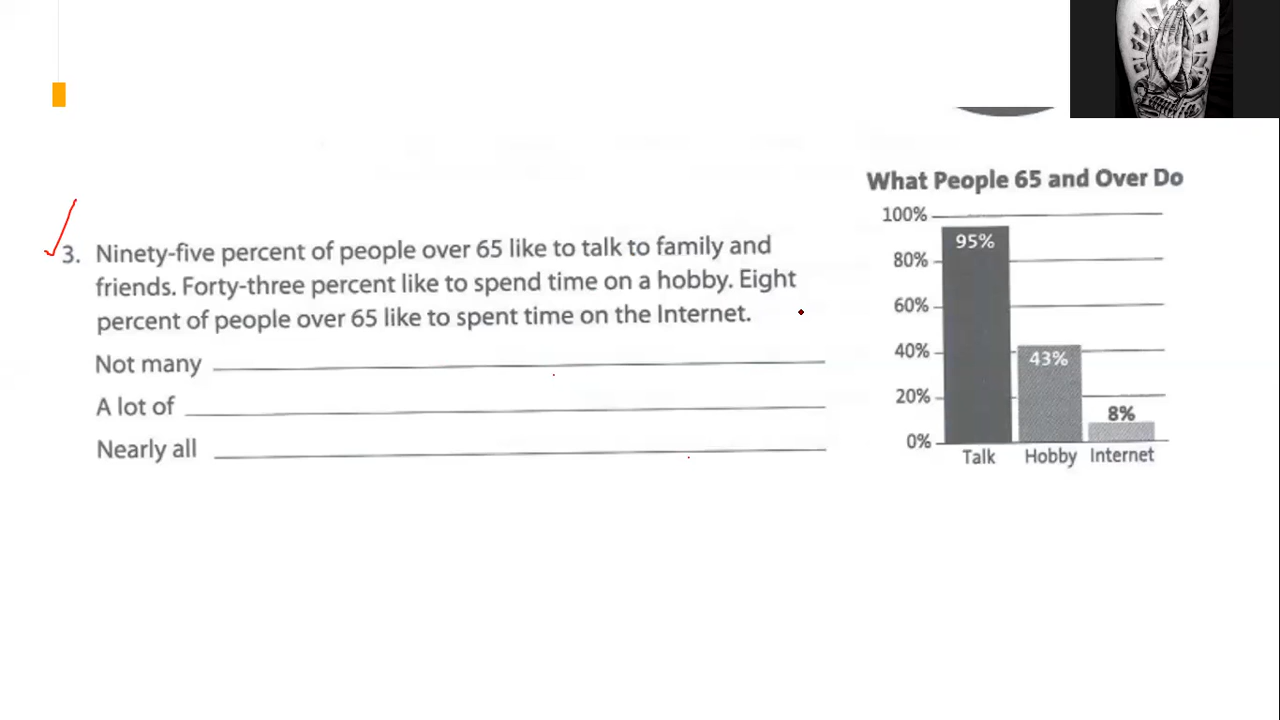 What People 65 and Over Do
100%
80%
60%
40%
20%
0%
95%
43%
8%
Talk Hobby Internet
3. Ninety-five percent of people over 65 like to talk to family and
friends. Forty-three percent like to spend time on a hobby. Eight
percent of people over 65 like to spent time on the Internet.
Not many
A lot of
Nearly all